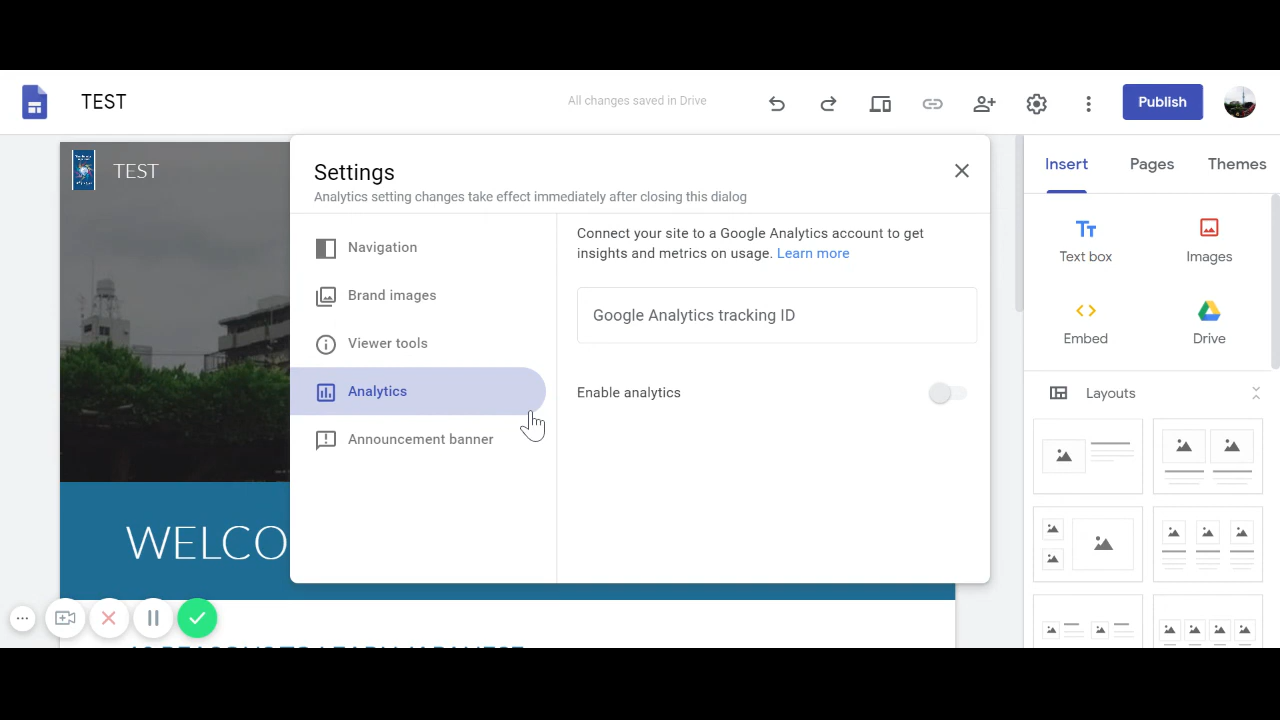 TEST
All changes saved in Drive
Publish
TEST
Settings
Analytics setting changes take effect immediately after closing this dialog
Navigation
Brand images
Viewer tools
Analytics
Announcement banner
Connect your site to a Google Analytics account to get
insights and metrics on usage. Learn more
Google Analytics tracking ID
Enable analytics
Insert
Pages
Themes
Tт Text box
Images
Embed
Drive
Layouts
WELCO